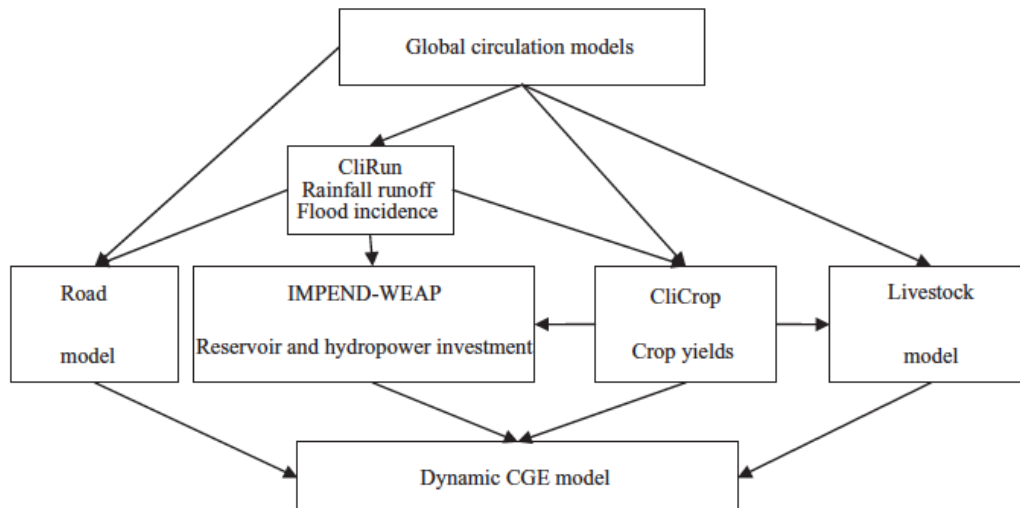 Global circulation models
CliRun
Rainfall runoff
Flood incidence
Road
model
IMPEND-WEAP
Reservoir and hydropower investment
CliCrop
Crop yields
Livestock
model
Dynamic CGE model